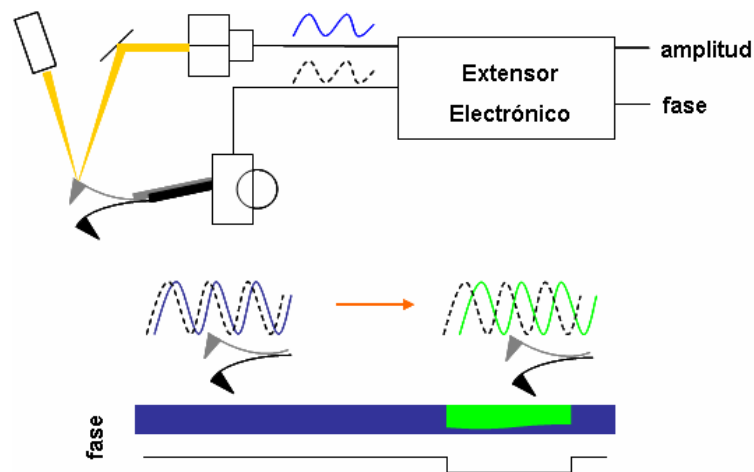 amplitud
Extensor
Electrónico
fase
fase